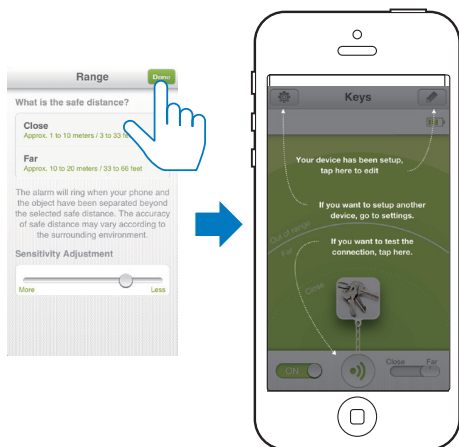 Range
Done
What is the safe distance?
Close
Approx. 1 to 10 meters / 3 to 33 fe
Far
Approx. 10 to 20 meters / 33 to 66 feet
The alarm will ring when your phone and
the object have been separated beyond
the selected safe distance. The accuracy
of safe distance may vary according to
the surrounding environment.
Sensitivity Adjustment
More
Less
Keys
Your device has been setup,
tap here to edit
If you want to setup another
device, go to settings.
Out of range
Far
If you want to test the
connection, tap here.
Close
ON
Close
Far